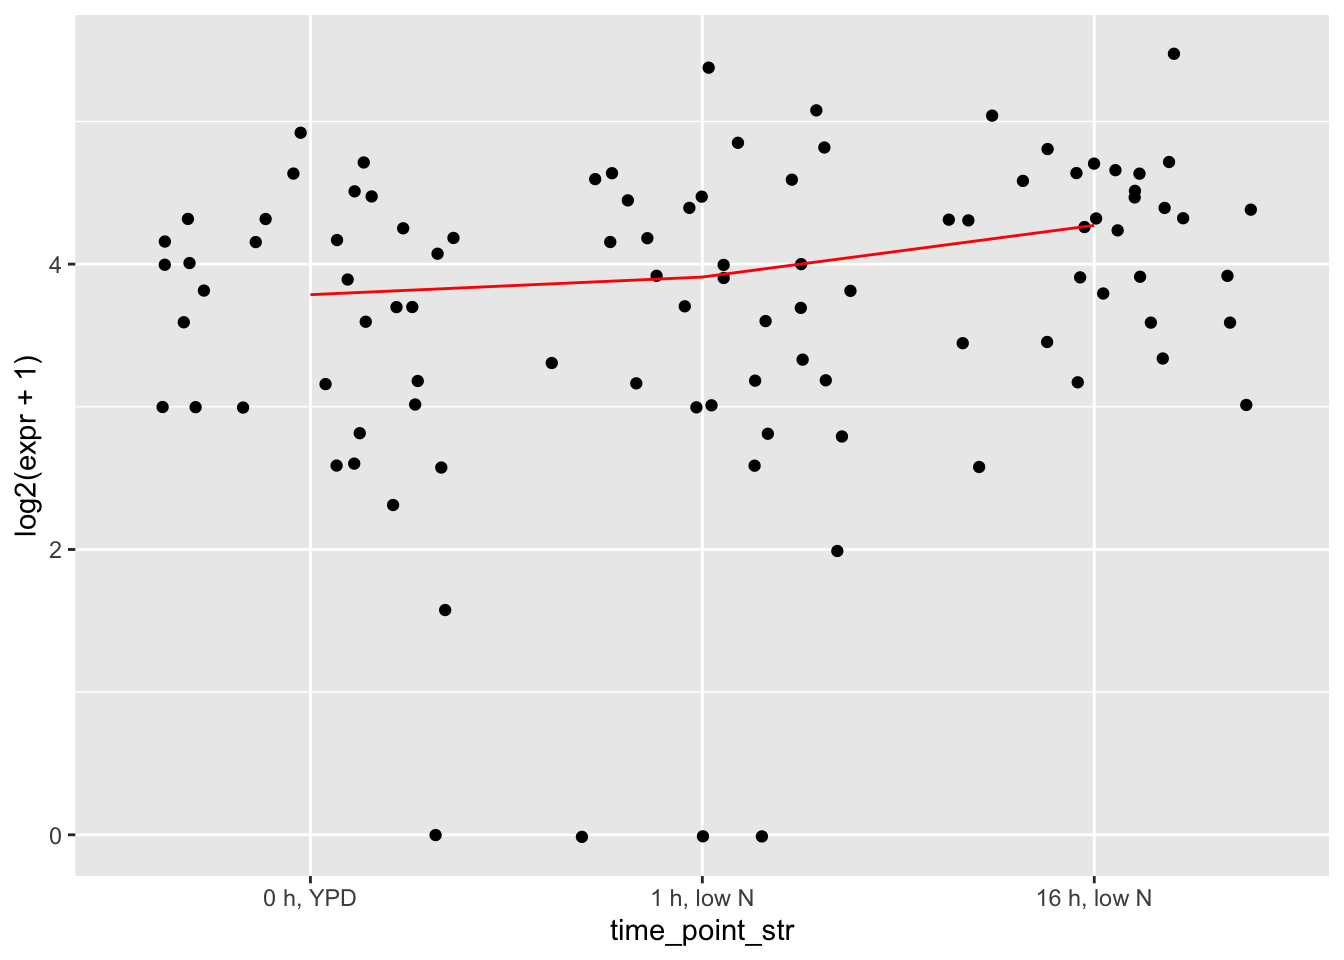 log2(expr + 1)
4
2
0
0 h, YPD
1 h, low N
16 h, low N
time_point_str